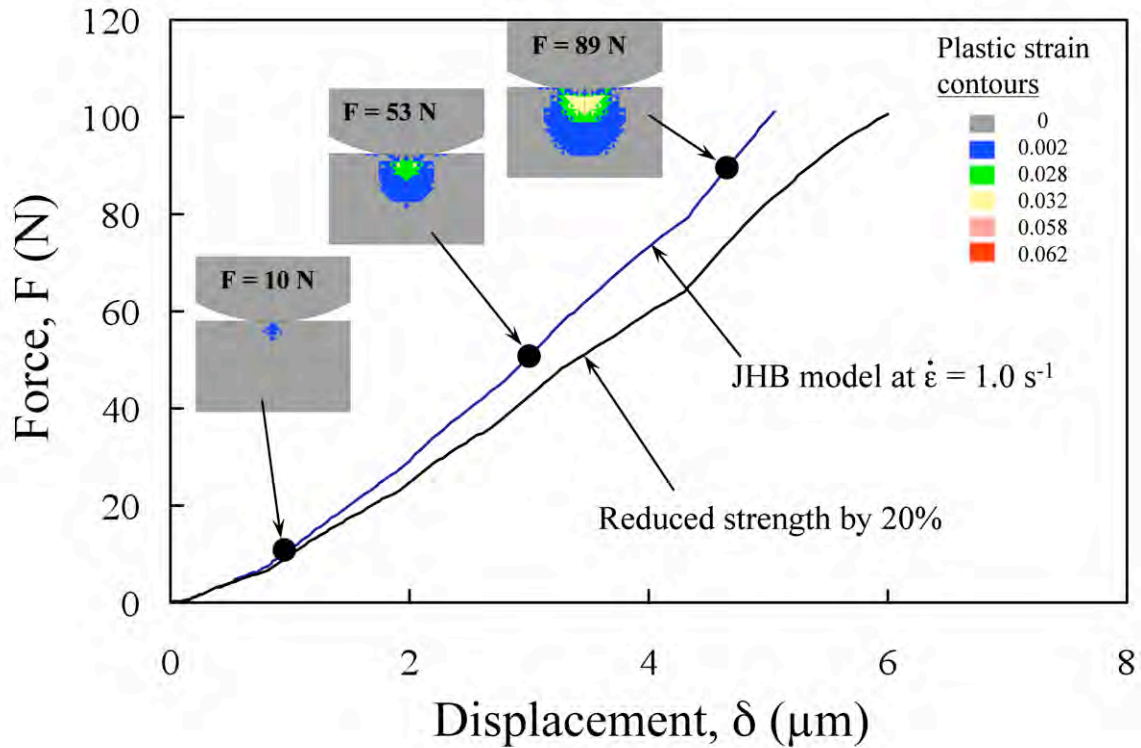 120
100
80
60
40
20
0
Force, F (N)
F = 89 N
F = 53 N
F = 10 N
Plastic strain
contours
0
0.002
0.028
0.032
0.058
0.062
JHB model at ε̇ = 1.0 s⁻¹
Reduced strength by 20%
0 2 4 6 8
Displacement, δ (μm)